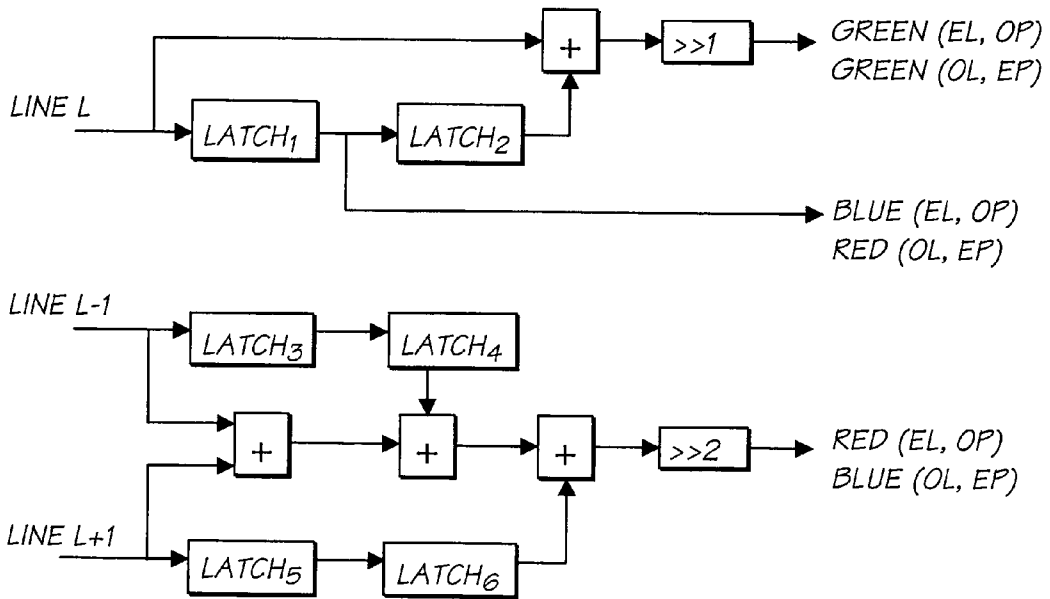 +
>>1
GREEN (EL, OP)
GREEN (OL, EP)
LINE L
LATCH1
LATCH2
BLUE (EL, OP)
RED (OL, EP)
LINE L-1
LATCH3
LATCH4
+
+
+
>>2
RED (EL, OP)
BLUE (OL, EP)
LINE L+1
LATCH5
LATCH6